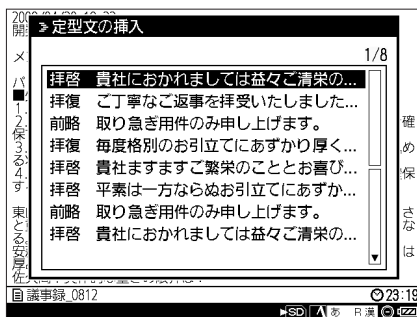 定型文の挿入
1/8
拝啓 貴社におかれましては益々ご清栄の...
拝復 ご丁寧なご返事を拝受いたしました...
前略 取り急ぎ用件のみ申し上げます。
拝復 毎度格別のお引立てにあずかり厚く...
拝啓 貴社ますますご繁栄のこととお喜び...
拝啓 平素は一方ならぬお引立てにあずか...
前略 取り急ぎ用件のみ申し上げます。
拝啓 貴社におかれましては益々ご清栄の...
議事録_0812
23:19
SD あ R漢